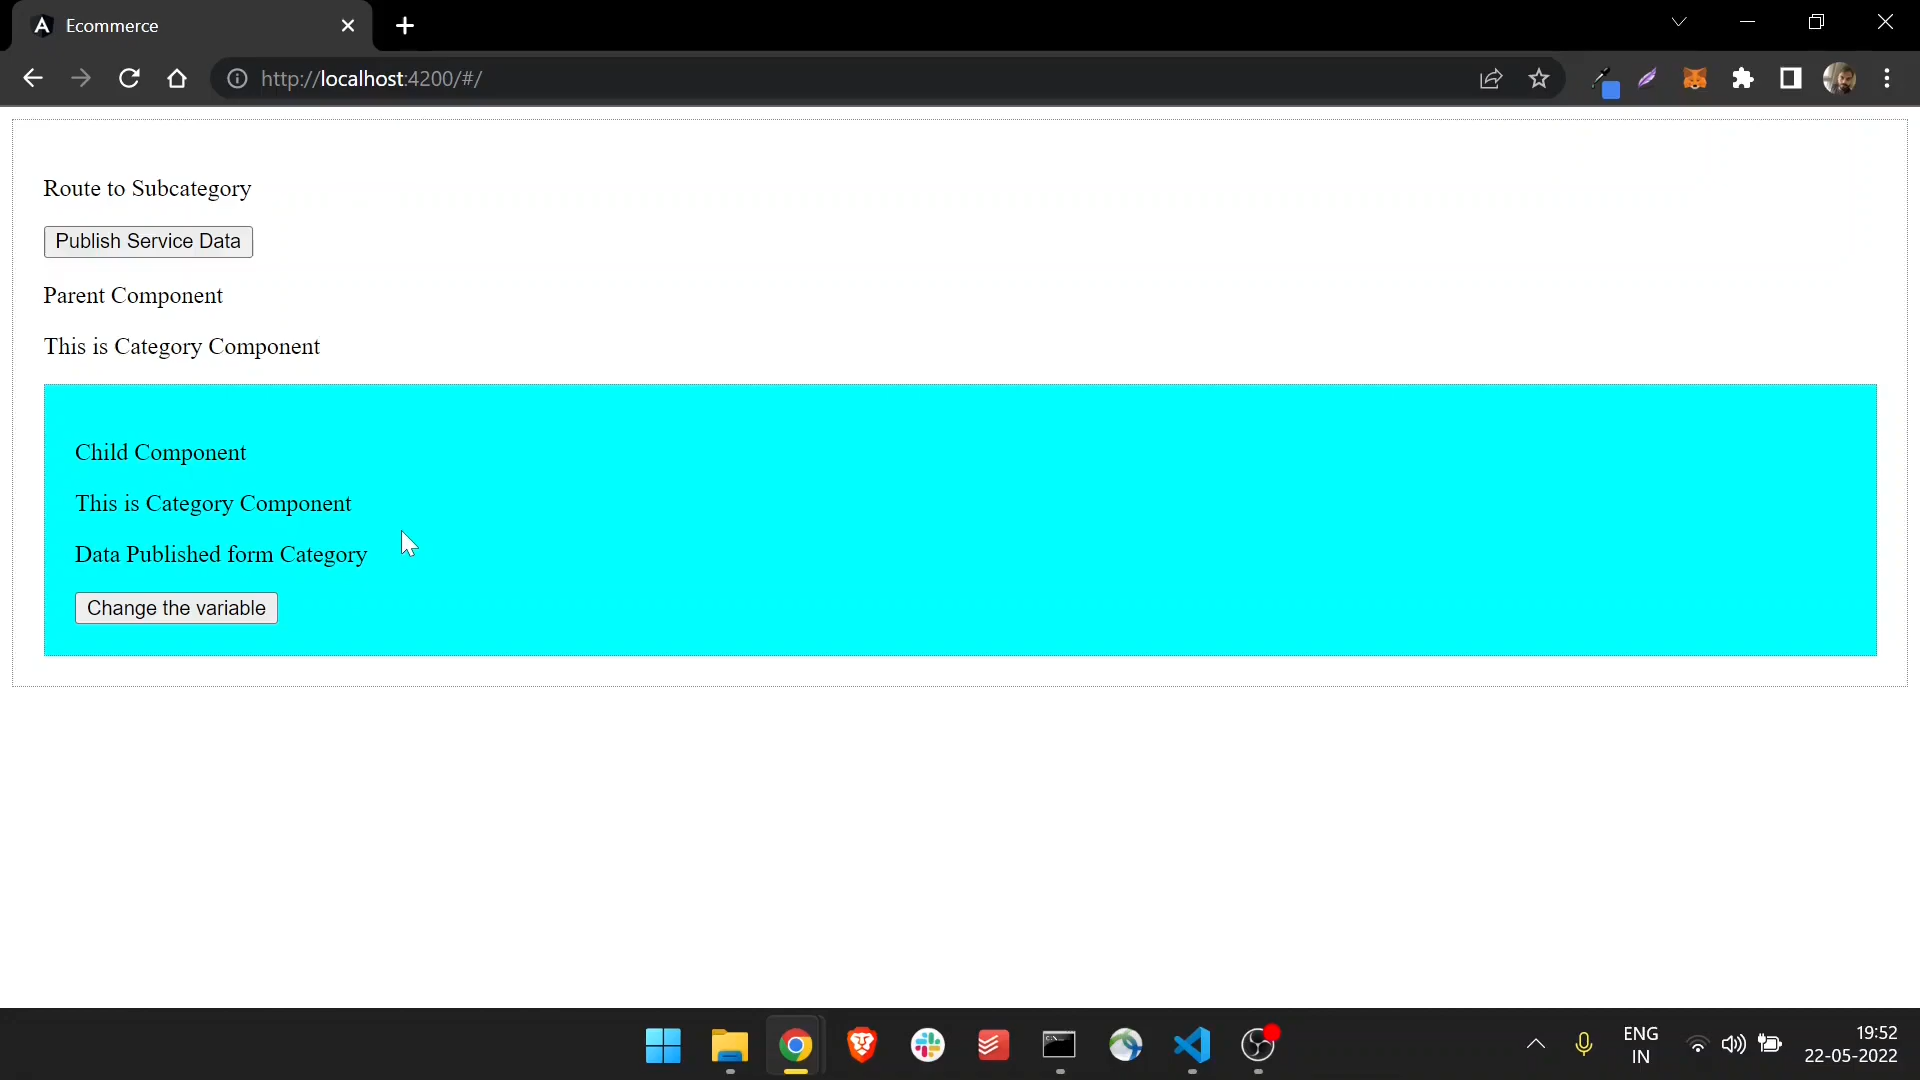 Ecommerce
http://localhost:4200/#/
Route to Subcategory
Publish Service Data
Parent Component
This is Category Component
Child Component
This is Category Component
Data Published form Category
Change the variable
ENG
IN
19:52
22-05-2022